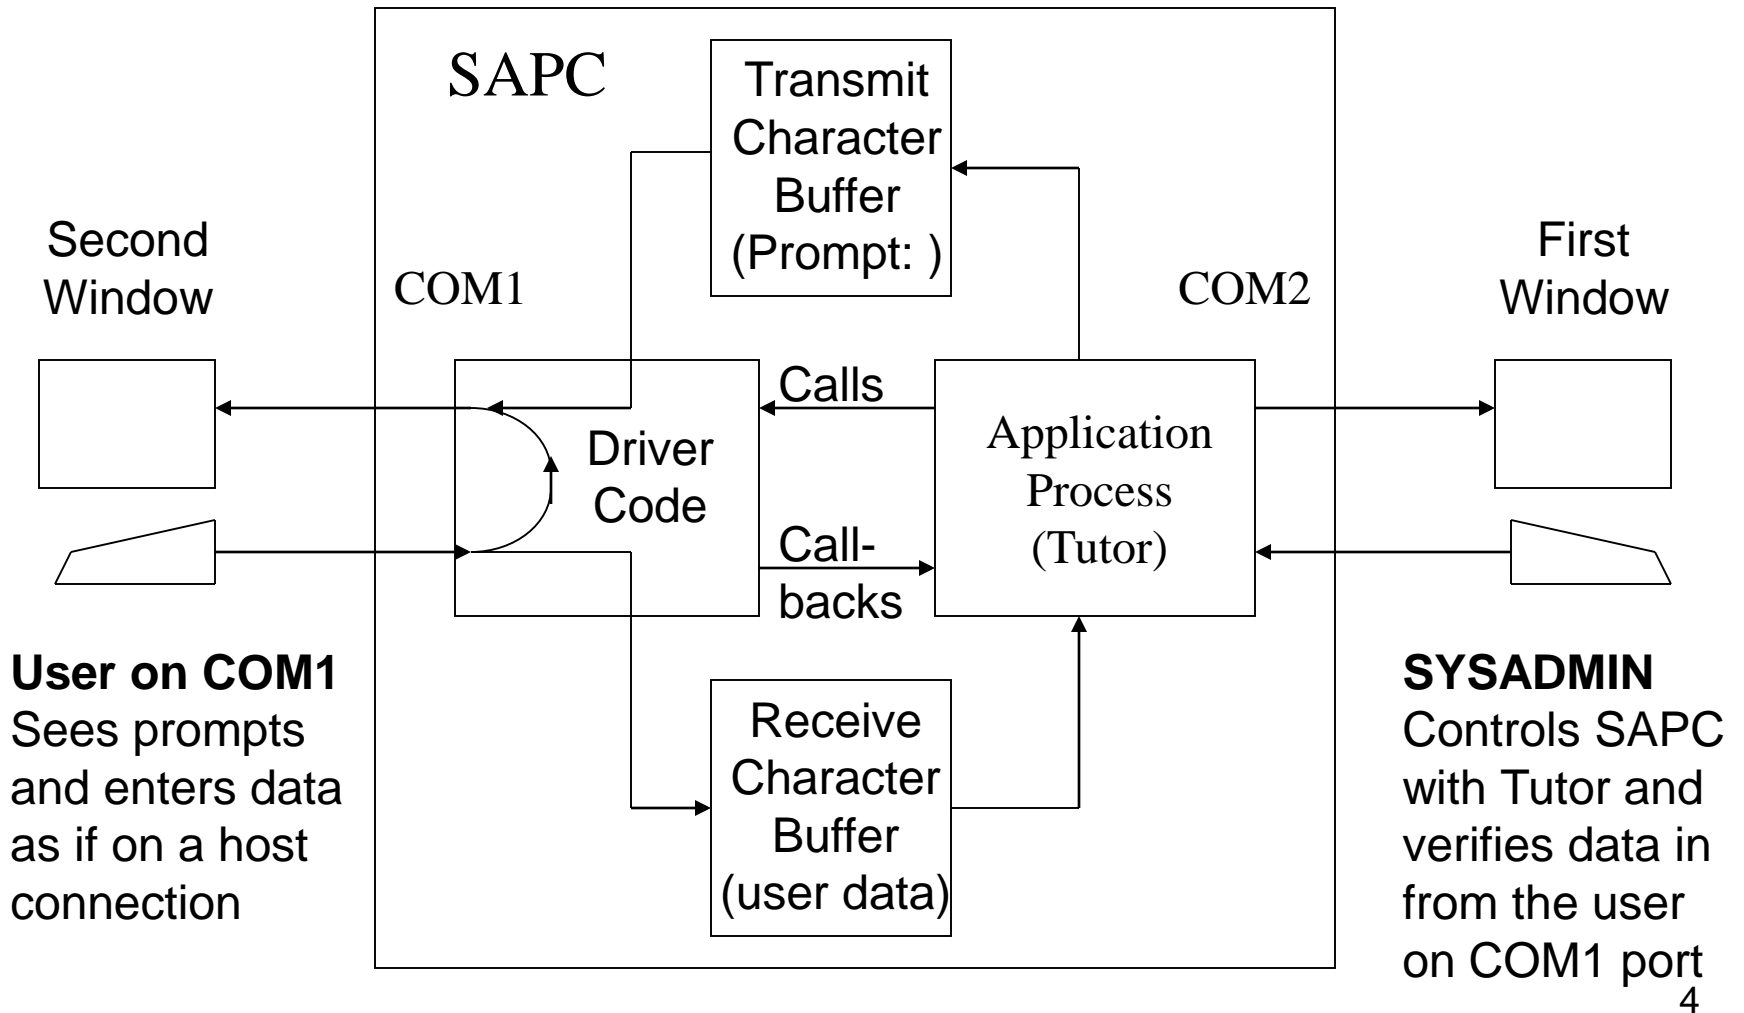 SAPC
Transmit
Character
Buffer
(Prompt: )
Second
Window
COM1
COM2
First
Window
Calls
Driver
Code
Application
Process
(Tutor)
Call-
backs
User on COM1
Sees prompts
and enters data
as if on a host
connection
Receive
Character
Buffer
(user data)
SYSADMIN
Controls SAPC
with Tutor and
verifies data in
from the user
on COM1 port
4